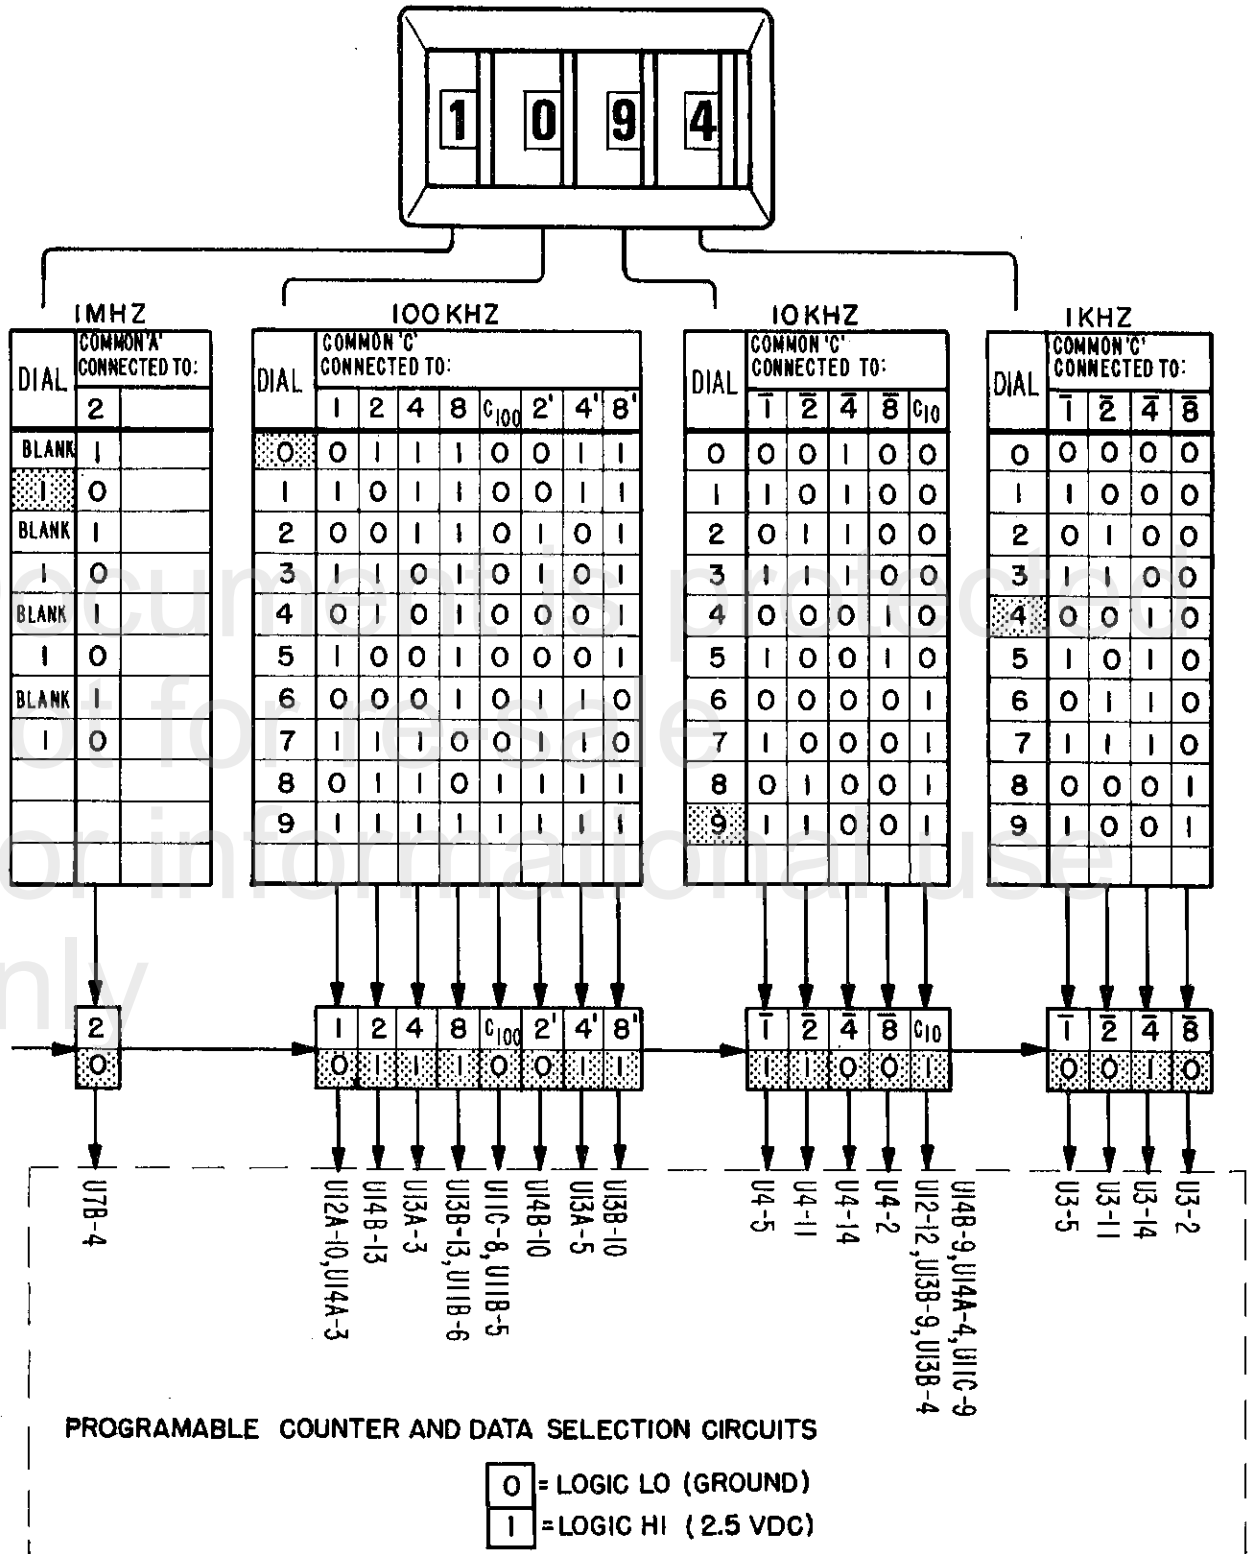 1 0 9 4
1MHZ
DIAL COMMON 'A' CONNECTED TO:
2
BLANK 1
1 0
BLANK 1
1 0
BLANK 1
1 0
BLANK 1
1 0
100KHZ
DIAL COMMON 'C' CONNECTED TO:
1 2 4 8 C100 2' 4' 8'
0 0 1 1 1 0 0 1 1
1 1 0 1 1 0 0 1 1
2 0 0 1 1 0 1 0 1
3 1 1 0 1 0 1 0 1
4 0 1 0 1 0 0 0 1
5 1 0 0 1 0 0 0 1
6 0 0 0 1 0 1 1 0
7 1 1 1 0 0 1 1 0
8 0 1 1 0 1 1 1 1
9 1 1 1 1 1 1 1 1
10KHZ
DIAL COMMON 'C' CONNECTED TO:
1̅ 2̅ 4̅ 8̅ C10
0 0 0 1 0 0
1 1 0 1 0 0
2 0 1 1 0 0
3 1 1 1 0 0
4 0 0 0 1 0
5 1 0 0 1 0
6 0 0 0 0 1
7 1 0 0 0 1
8 0 1 0 0 1
9 1 1 0 0 1
1KHZ
DIAL COMMON 'C' CONNECTED TO:
1̅ 2̅ 4̅ 8̅
0 0 0 0 0
1 1 0 0 0
2 0 1 0 0
3 1 1 0 0
4 0 0 1 0
5 1 0 1 0
6 0 1 1 0
7 1 1 1 0
8 0 0 0 1
9 1 0 0 1
ocument is protected
ot for re-sale
or informational use
nly
2
0
1 2 4 8 C100 2' 4' 8'
0 1 1 1 0 0 1 1
1̅ 2̅ 4̅ 8̅ C10
1 1 0 0 1
1̅ 2̅ 4̅ 8̅
0 0 1 0
U7B-4
U12A-10,U14A-3
U14B-13
U13A-3
U13B-13,U11B-6
U11C-8,U11B-5
U14B-10
U13A-5
U13B-10
U4-5
U4-11
U4-14
U4-2
U12-12,U13B-9,U13B-4
U14B-9,U14A-4,U11C-9
U3-5
U3-11
U3-14
U3-2
PROGRAMABLE COUNTER AND DATA SELECTION CIRCUITS
0 = LOGIC LO (GROUND)
1 = LOGIC HI (2.5 VDC)